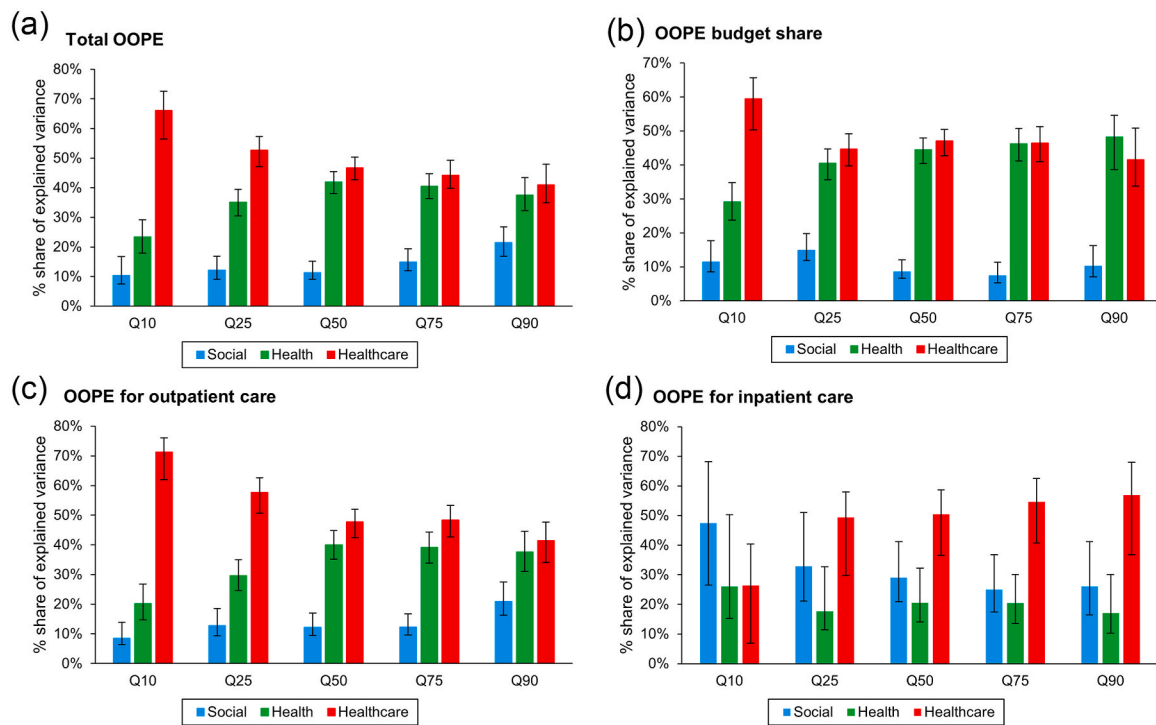 (a)
Total OOPE
% share of explained variance
80%
70%
60%
50%
40%
30%
20%
10%
0%
Q10 Q25 Q50 Q75 Q90
Social Health Healthcare
(b)
OOPE budget share
% share of explained variance
70%
60%
50%
40%
30%
20%
10%
0%
Q10 Q25 Q50 Q75 Q90
Social Health Healthcare
(c)
OOPE for outpatient care
% share of explained variance
80%
70%
60%
50%
40%
30%
20%
10%
0%
Q10 Q25 Q50 Q75 Q90
Social Health Healthcare
(d)
OOPE for inpatient care
% share of explained variance
80%
70%
60%
50%
40%
30%
20%
10%
0%
Q10 Q25 Q50 Q75 Q90
Social Health Healthcare